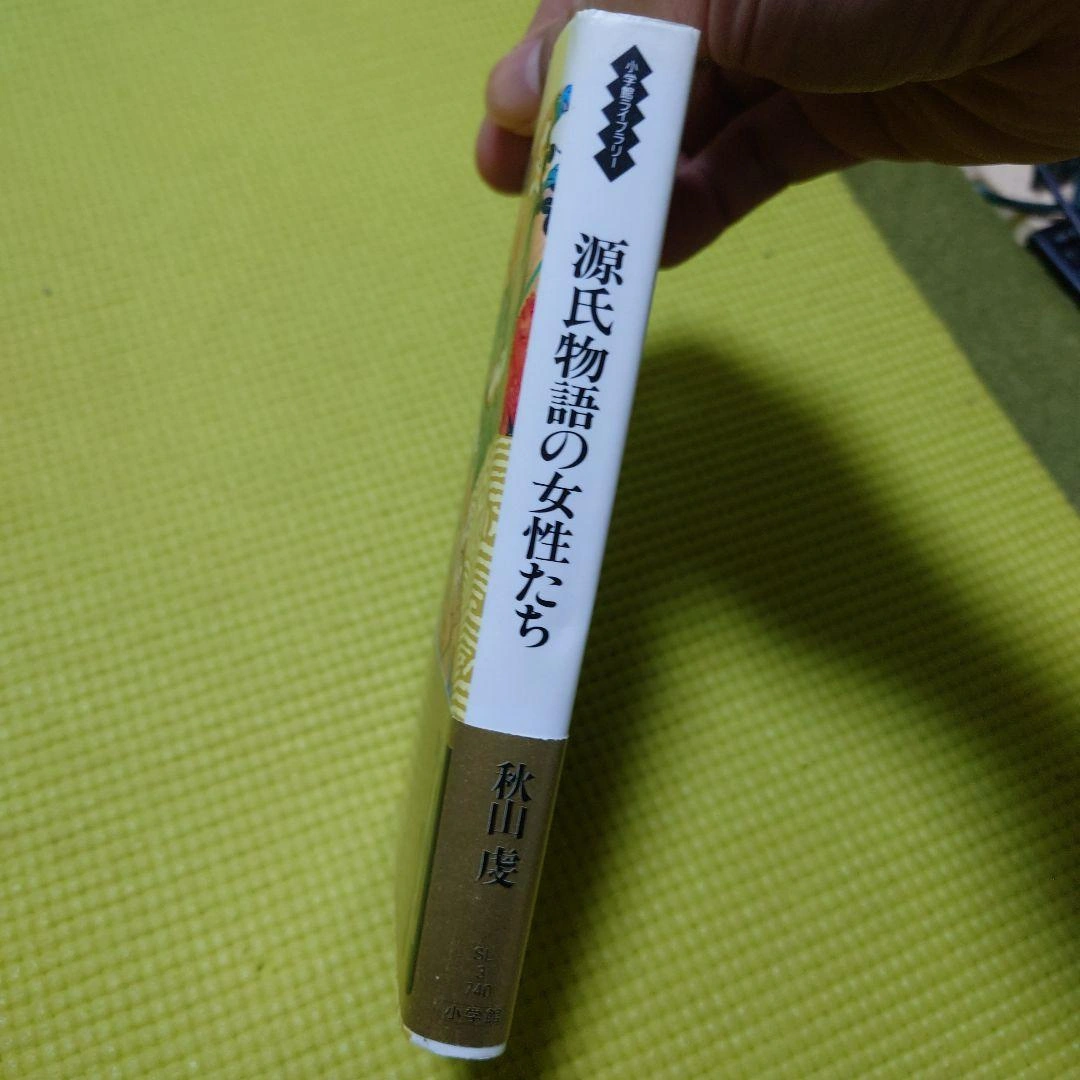 小学館ライブラリー
源氏物語の女性たち
秋山 虔
SL
3
740
小学館